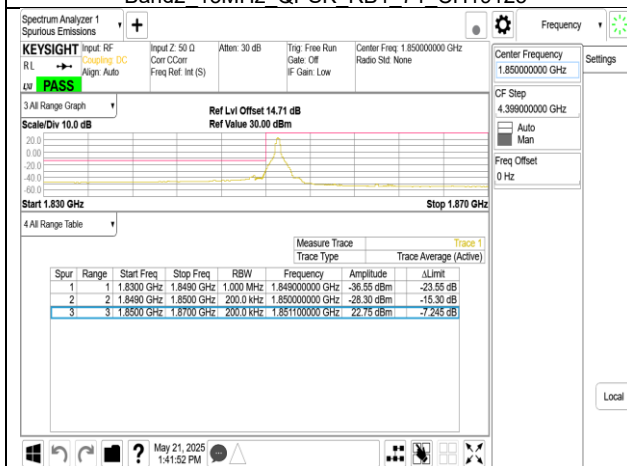 Spectrum Analyzer 1
Spurious Emissions
Frequency
KEYSIGHT
Input: RF
Coupling: DC
Align: Auto
Input Z: 50 Ω
Corr CCorr
Freq Ref: Int (S)
Atten: 30 dB
Trig: Free Run
Gate: Off
IF Gain: Low
Center Freq: 1.850000000 GHz
Radio Std: None
RL
PASS
Center Frequency
1.850000000 GHz
Settings
CF Step
4.399000000 GHz
Auto
Man
Freq Offset
0 Hz
3 All Range Graph
Ref Lvl Offset 14.71 dB
Scale/Div 10.0 dB
Ref Value 30.00 dBm
20.0
0.00
-20.0
-40.0
-60.0
Start 1.830 GHz
Stop 1.870 GHz
4 All Range Table
Measure Trace Trace 1
Trace Type Trace Average (Active)
Spur Range Start Freq Stop Freq RBW Frequency Amplitude ΔLimit
1 1 1.8300 GHz 1.8490 GHz 1.000 MHz 1.849000000 GHz -36.55 dBm -23.55 dB
2 2 1.8490 GHz 1.8500 GHz 200.0 kHz 1.850000000 GHz -28.30 dBm -15.30 dB
3 3 1.8500 GHz 1.8700 GHz 200.0 kHz 1.851100000 GHz 22.75 dBm -7.245 dB
Local
May 21, 2025
1:41:52 PM